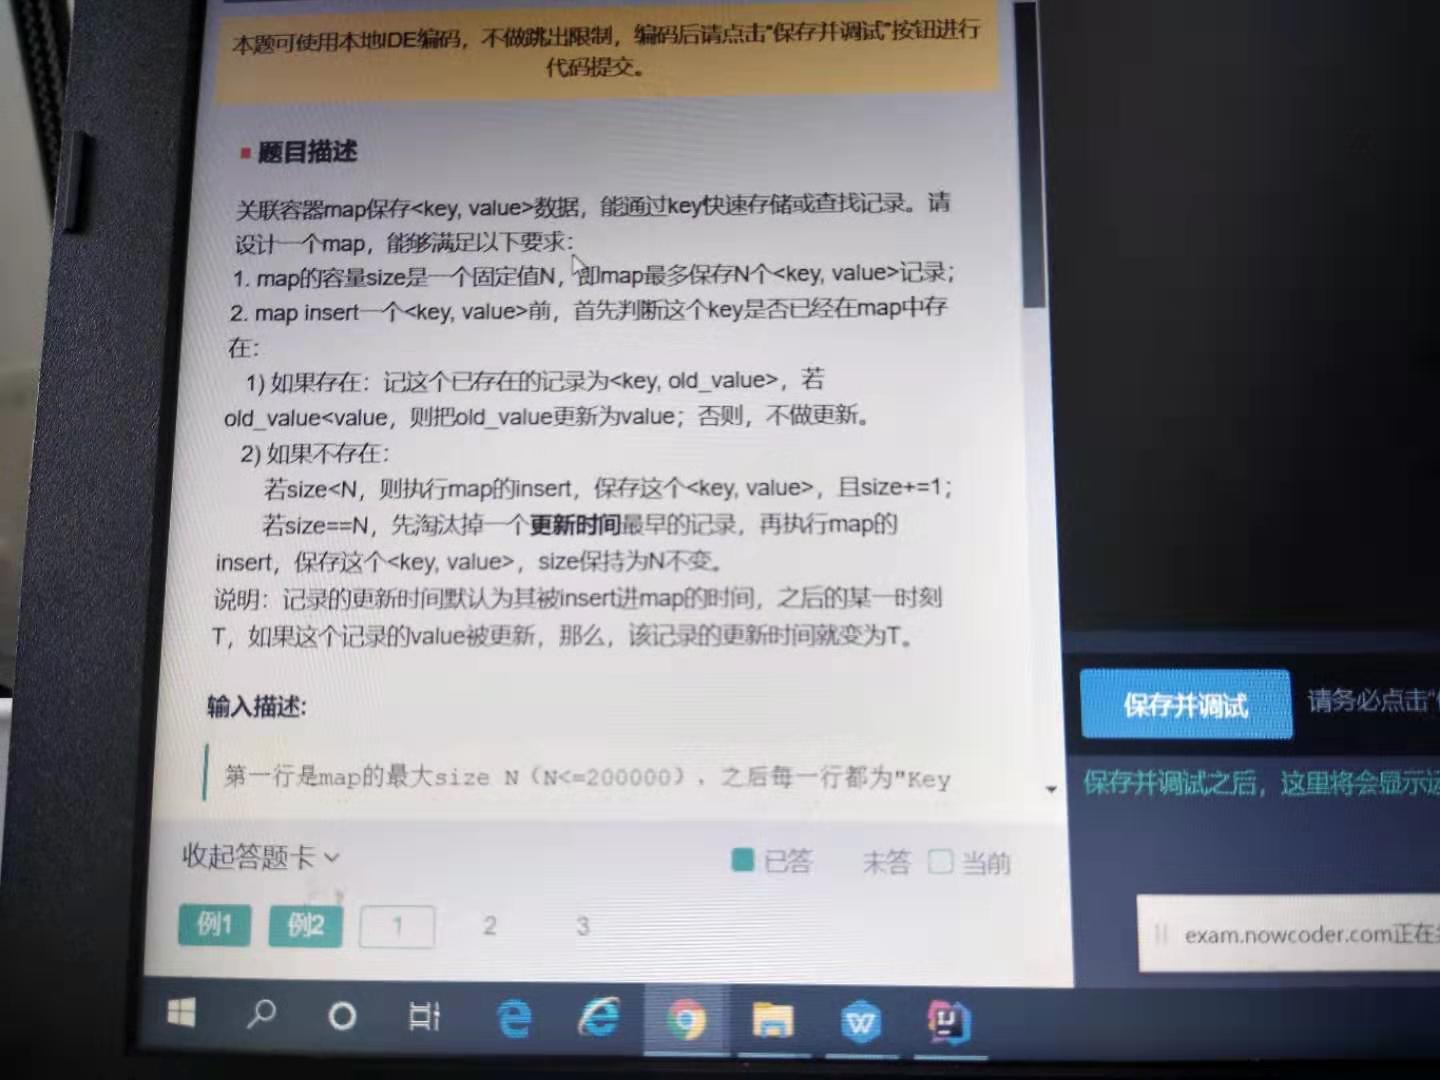 本题可使用本地IDE编码，不做跳出限制，编码后请点击“保存并调试”按钮进行
代码提交。
题目描述
关联容器map保存<key, value>数据，能通过key快速存储或查找记录。请
设计一个map，能够满足以下要求：
1. map的容量size是一个固定值N，即map最多保存N个<key, value>记录；
2. map insert一个<key, value>前，首先判断这个key是否已经在map中存
在：
1) 如果存在：记这个已存在的记录为<key, old_value>，若
old_value<value，则把old_value更新为value；否则，不做更新。
2) 如果不存在：
若size<N，则执行map的insert，保存这个<key, value>，且size+=1；
若size==N，先淘汰掉一个更新时间最早的记录，再执行map的
insert，保存这个<key, value>，size保持为N不变。
说明：记录的更新时间默认为其被insert进map的时间，之后的某一时刻
T，如果这个记录的value被更新，那么，该记录的更新时间就变为T。
输入描述:
第一行是map的最大size N（N<=200000）、之后每一行都为"Key
收起答题卡
已答 未答 当前
例1 例2 1 2 3
保存并调试 请务必点击“
保存并调试之后，这里将会显示运
exam.nowcoder.com正在